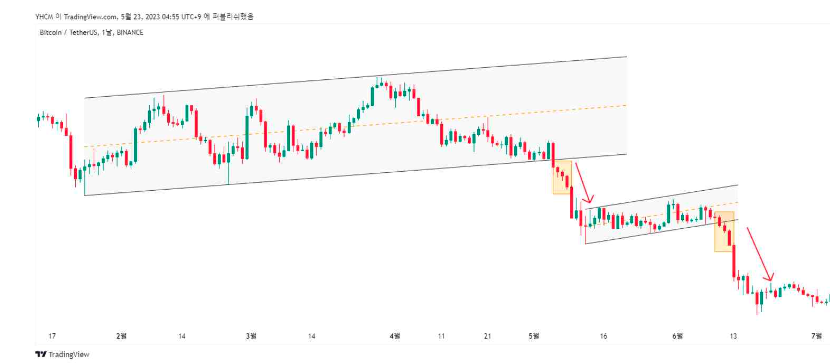 YHCM 이 TradingView.com, 5월 23, 2023 04:55 UTC+9 에 퍼블리쉬했음
Bitcoin / TetherUS, 1날, BINANCE
17 2월 14 3월 14 4월 11 21 5월 16 6월 13 7월
TradingView